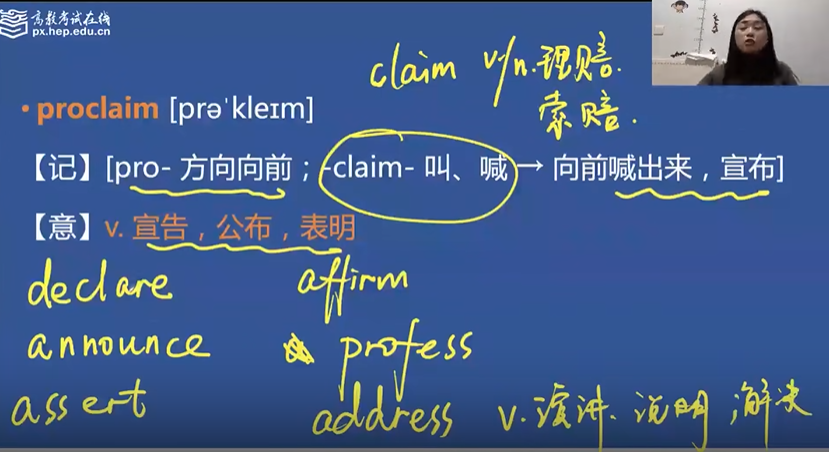 高教考试在线
px.hep.edu.cn
claim v/n.理赔.
索赔.
• proclaim [prəˈkleɪm]
【记】[pro- 方向向前；-claim- 叫、喊→ 向前喊出来，宣布]
【意】v. 宣告，公布，表明
declare affirm
announce profess
assert address v. 演讲、说明，解决